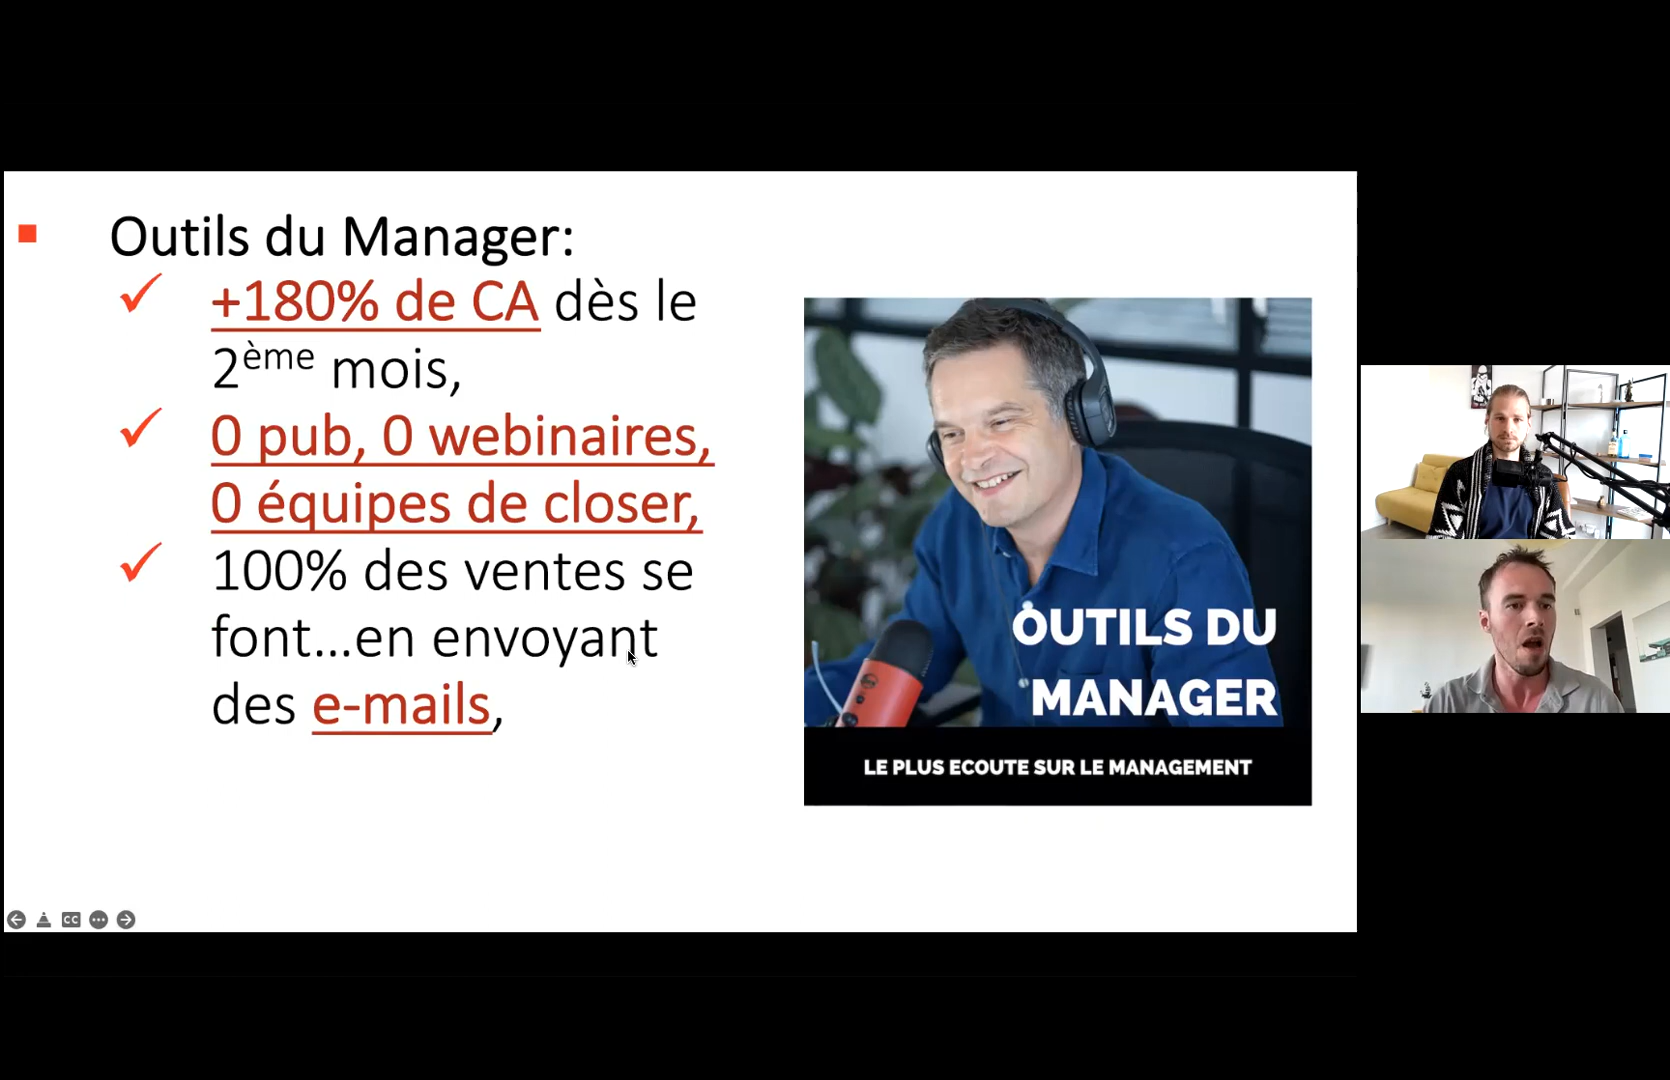 Outils du Manager:
+180% de CA dès le
2ème mois,
0 pub, 0 webinaires,
0 équipes de closer,
100% des ventes se
font...en envoyant
des e-mails,
OUTILS DU
MANAGER
LE PLUS ECOUTE SUR LE MANAGEMENT
CC